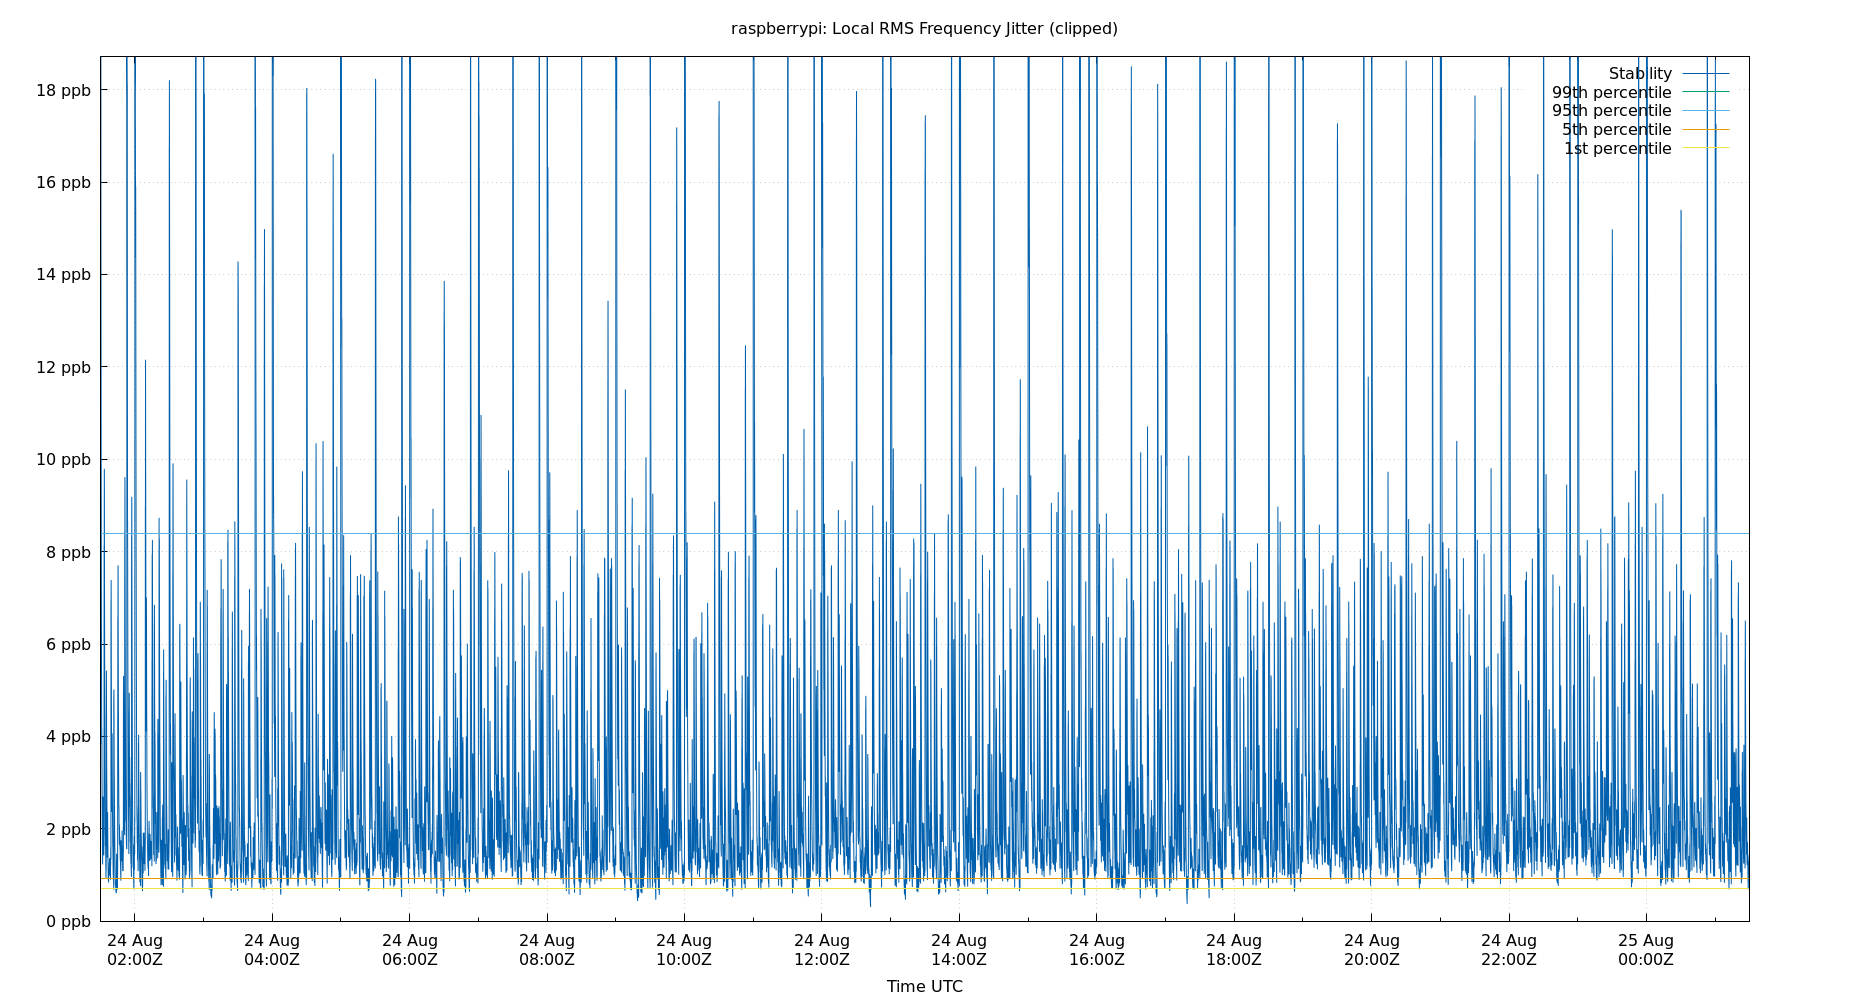 raspberrypi: Local RMS Frequency Jitter (clipped)
18 ppb
16 ppb
14 ppb
12 ppb
10 ppb
8 ppb
6 ppb
4 ppb
2 ppb
0 ppb
Stability
99th percentile
95th percentile
5th percentile
1st percentile
24 Aug 24 Aug 24 Aug 24 Aug 24 Aug 24 Aug 24 Aug 24 Aug 24 Aug 24 Aug 24 Aug 25 Aug
02:00Z 04:00Z 06:00Z 08:00Z 10:00Z 12:00Z 14:00Z 16:00Z 18:00Z 20:00Z 22:00Z 00:00Z
Time UTC